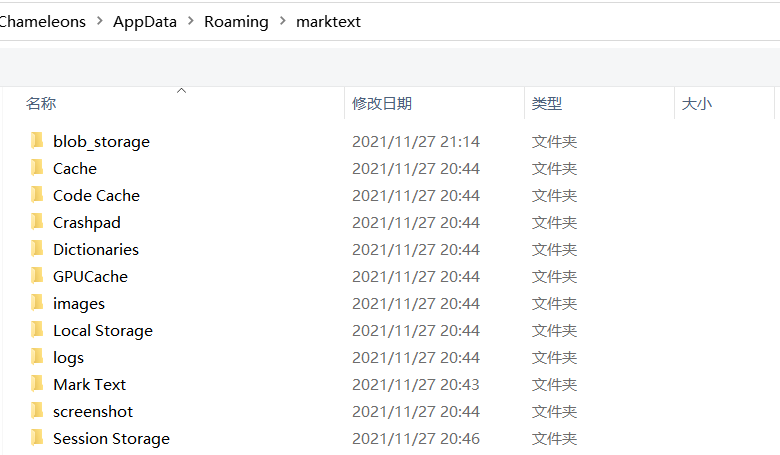 Chameleons > AppData > Roaming > marktext
名称 修改日期 类型 大小
blob_storage 2021/11/27 21:14 文件夹
Cache 2021/11/27 20:44 文件夹
Code Cache 2021/11/27 20:44 文件夹
Crashpad 2021/11/27 20:44 文件夹
Dictionaries 2021/11/27 20:44 文件夹
GPUCache 2021/11/27 20:44 文件夹
images 2021/11/27 20:44 文件夹
Local Storage 2021/11/27 20:44 文件夹
logs 2021/11/27 20:44 文件夹
Mark Text 2021/11/27 20:43 文件夹
screenshot 2021/11/27 20:44 文件夹
Session Storage 2021/11/27 20:46 文件夹